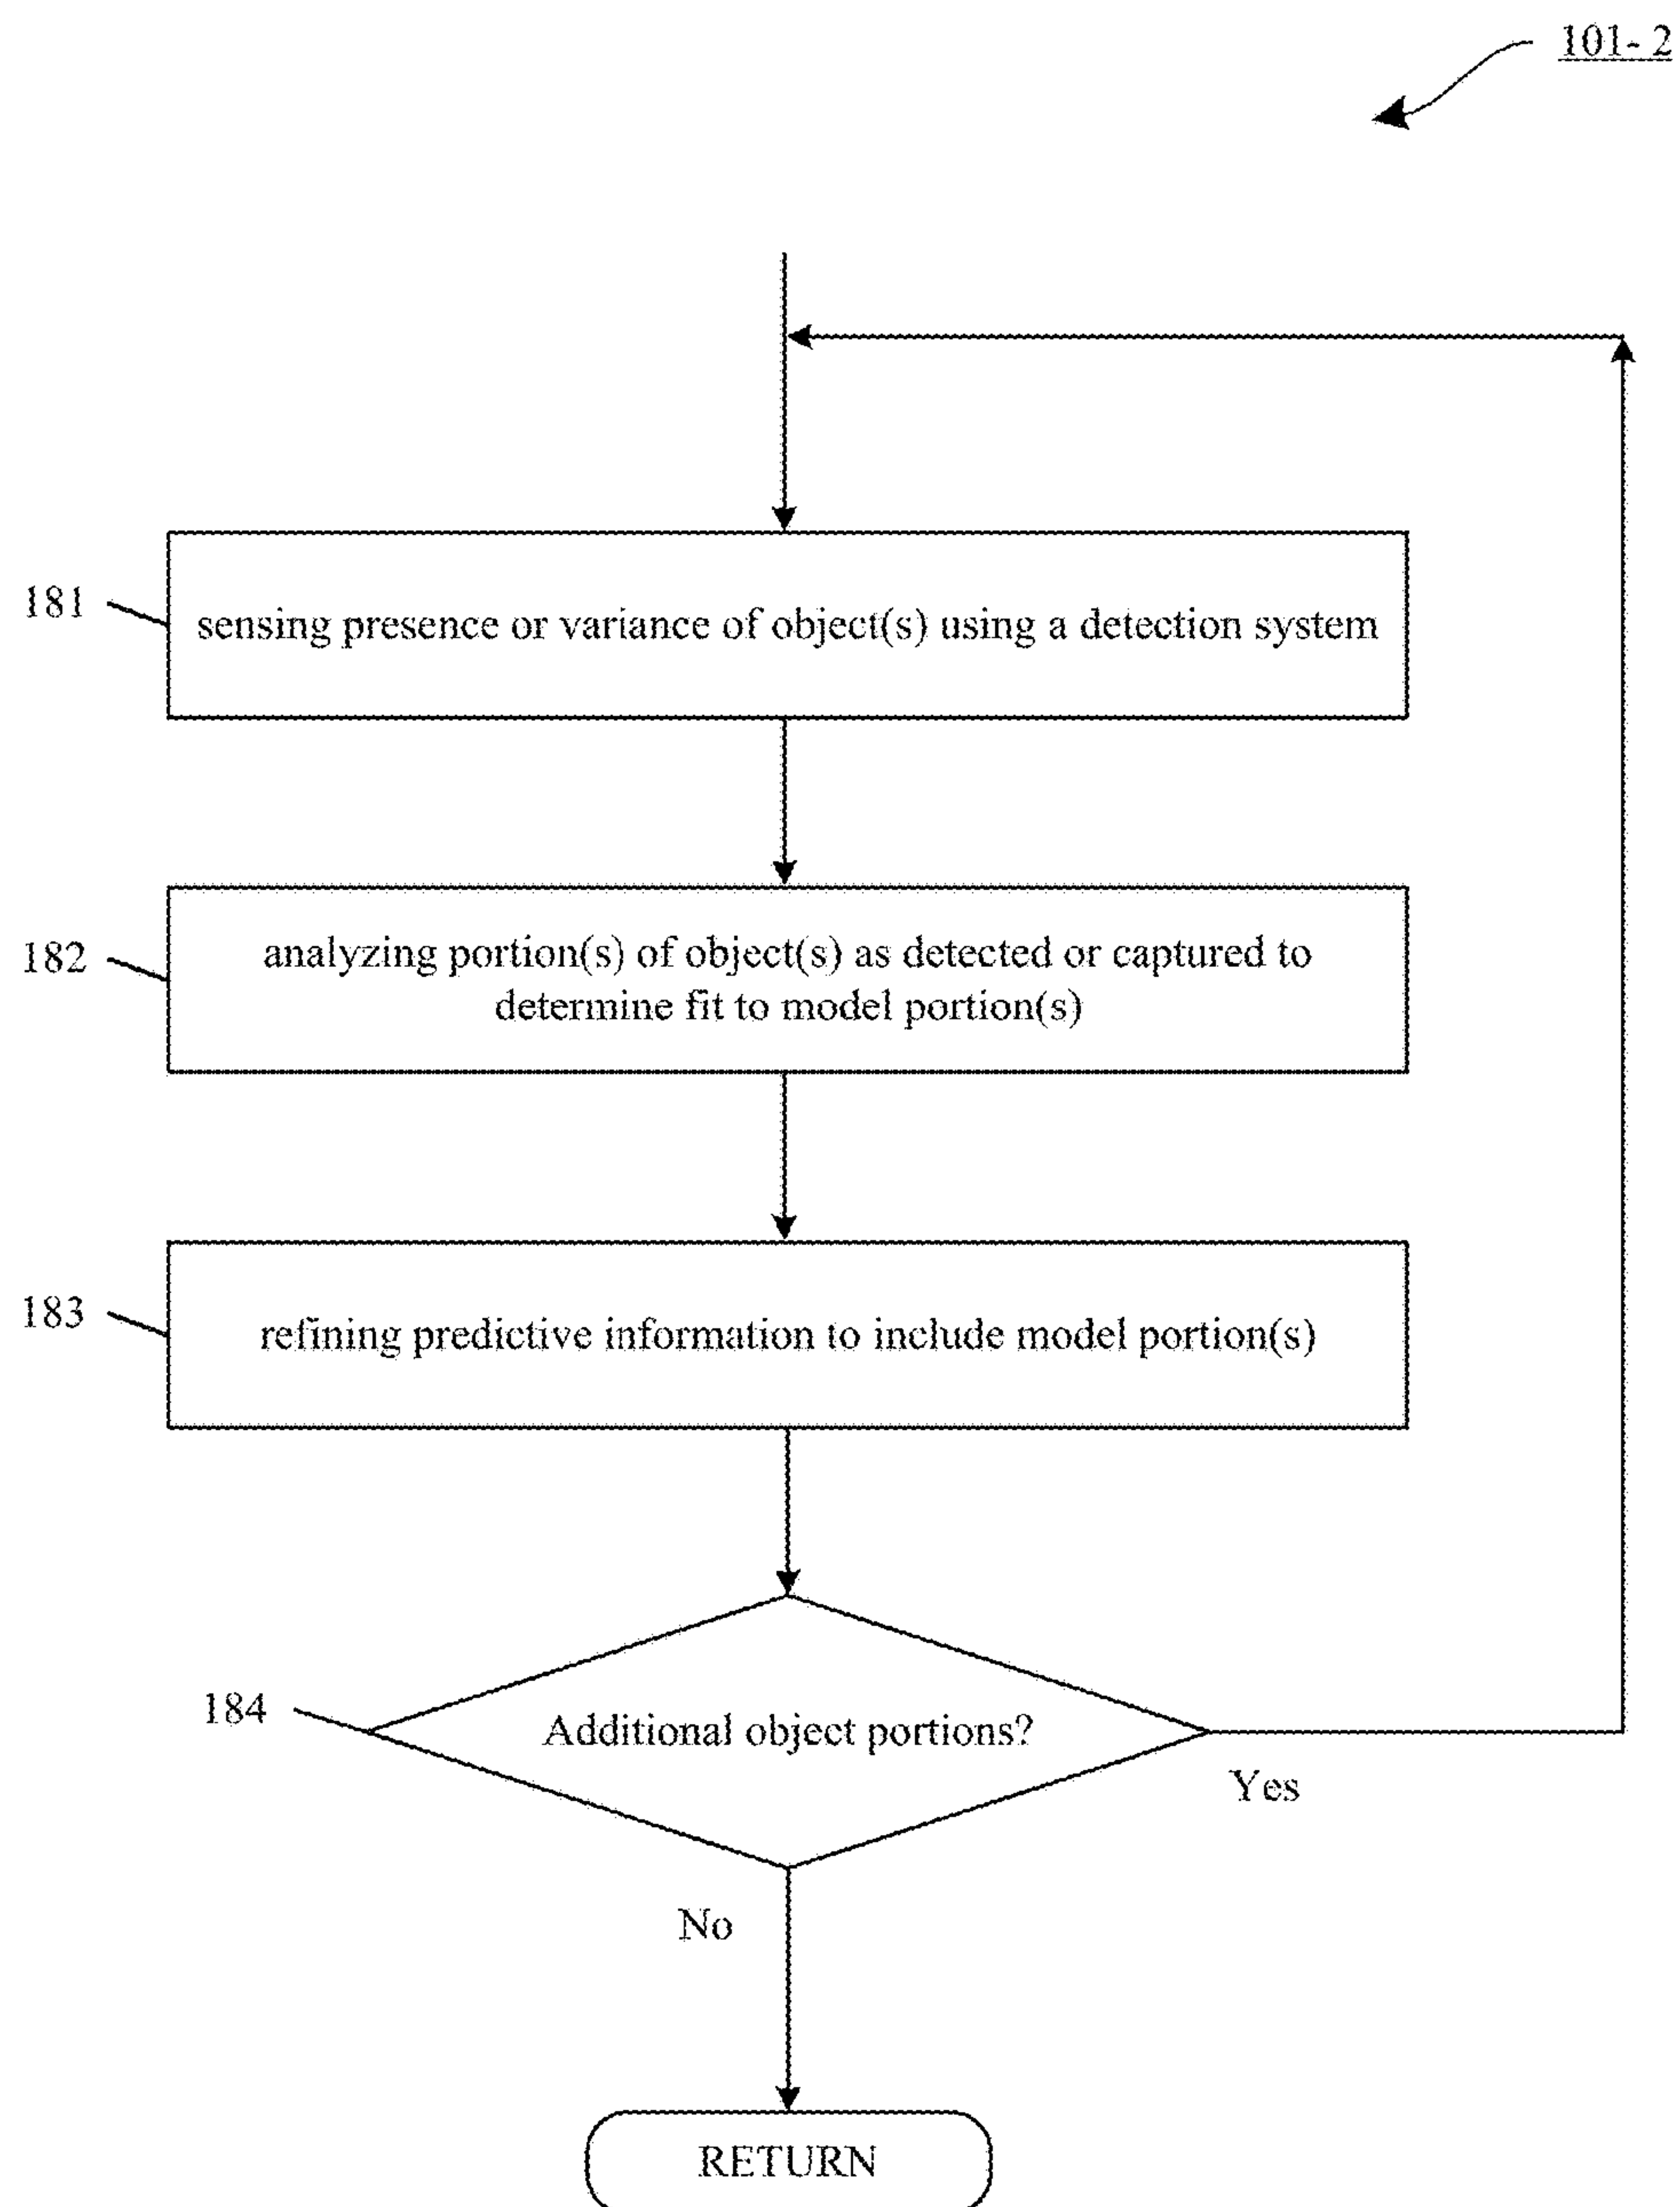 101- 2
181
sensing presence or variance of object(s) using a detection system
182
analyzing portion(s) of object(s) as detected or captured to
determine fit to model portion(s)
183
refining predictive information to include model portion(s)
184
Additional object portions?
Yes
No
RETURN